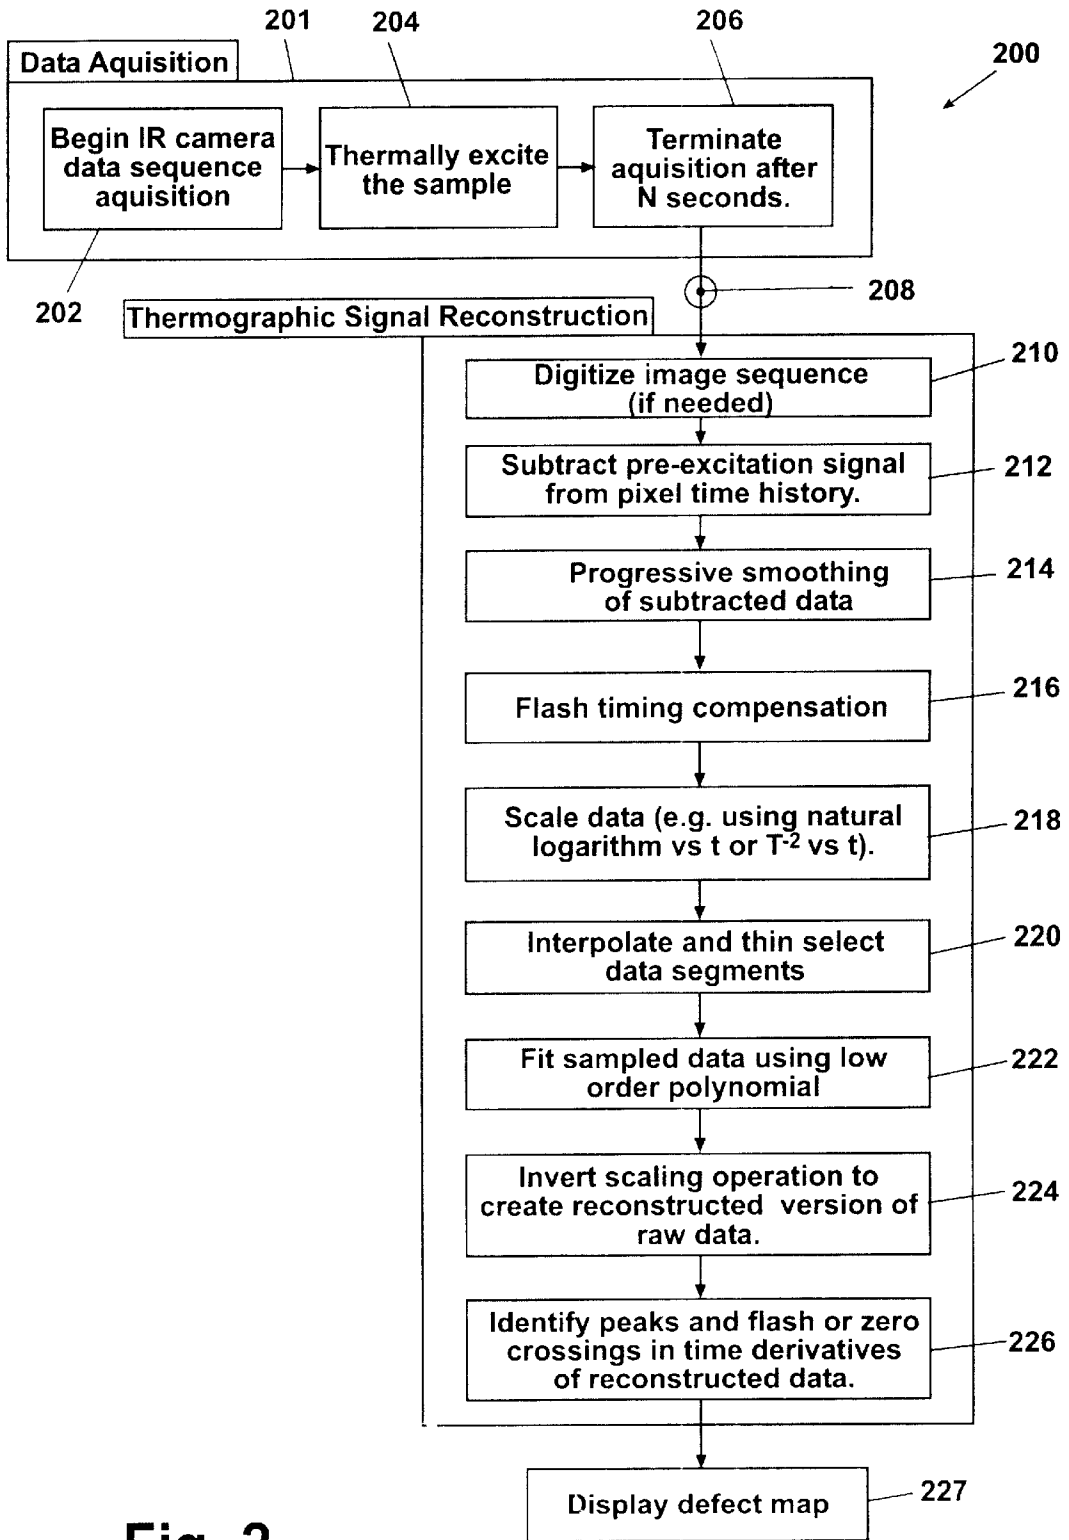 201
204
206
200
Data Aquisition
Begin IR camera
data sequence
aquisition
Thermally excite
the sample
Terminate
aquisition after
N seconds.
202
208
Thermographic Signal Reconstruction
210
Digitize image sequence
(if needed)
212
Subtract pre-excitation signal
from pixel time history.
214
Progressive smoothing
of subtracted data
216
Flash timing compensation
218
Scale data (e.g. using natural
logarithm vs t or T-2 vs t).
220
Interpolate and thin select
data segments
222
Fit sampled data using low
order polynomial
224
Invert scaling operation to
create reconstructed version of
raw data.
226
Identify peaks and flash or zero
crossings in time derivatives
of reconstructed data.
227
Display defect map
Fig. 2